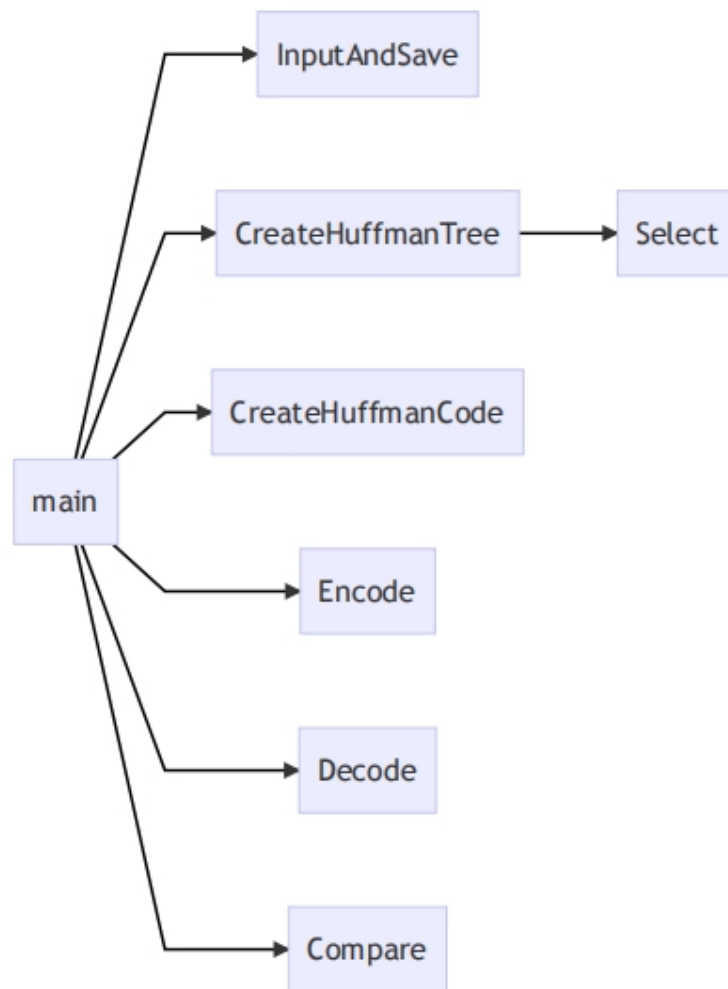 InputAndSave
CreateHuffmanTree
Select
CreateHuffmanCode
main
Encode
Decode
Compare